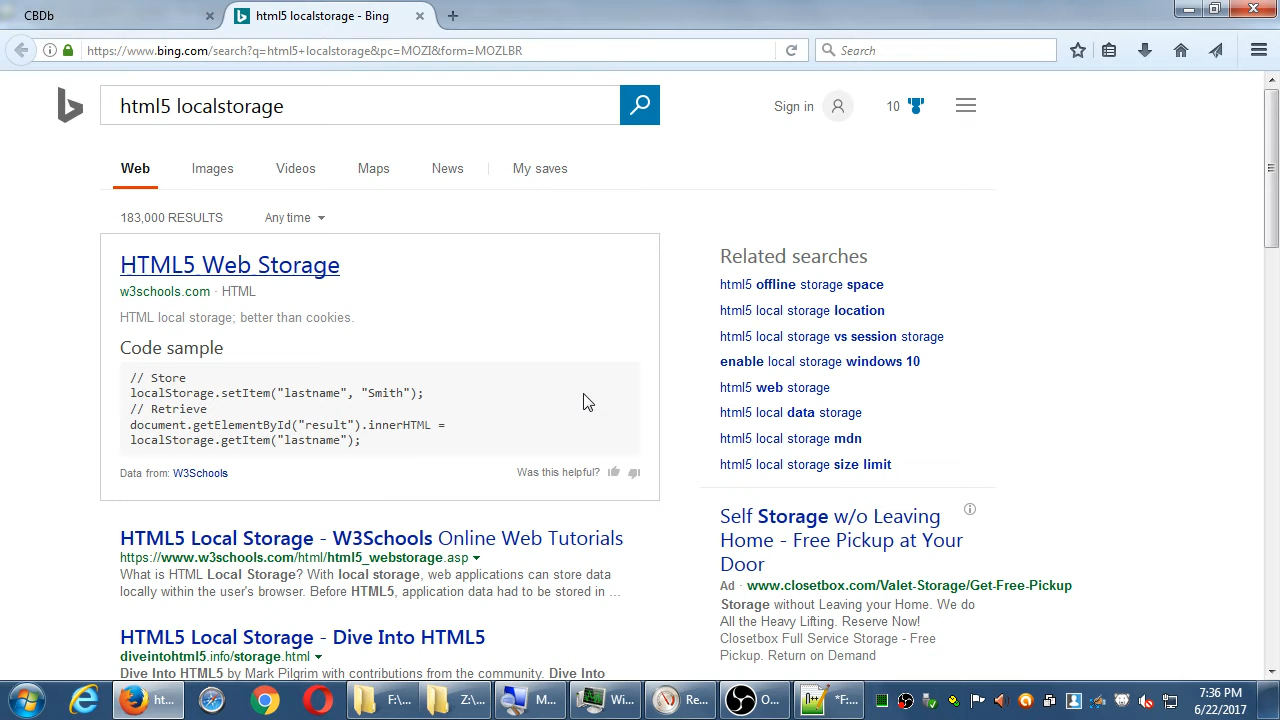 CBDb
html5 localstorage - Bing
https://www.bing.com/search?q=html5+localstorage&pc=MOZI&form=MOZLBR
Search
html5 localstorage
Sign in
10
Web
Images
Videos
Maps
News
My saves
183,000 RESULTS
Any time
HTML5 Web Storage
w3schools.com · HTML
HTML local storage; better than cookies.
Code sample
// Store
localStorage.setItem("lastname", "Smith");
// Retrieve
document.getElementById("result").innerHTML =
localStorage.getItem("lastname");
Data from: W3Schools
Was this helpful?
HTML5 Local Storage - W3Schools Online Web Tutorials
https://www.w3schools.com/html/html5_webstorage.asp
What is HTML Local Storage? With local storage, web applications can store data
locally within the user's browser. Before HTML5, application data had to be stored in ...
HTML5 Local Storage - Dive Into HTML5
diveintohtml5.info/storage.html
Dive Into HTML5 by Mark Pilgrim with contributions from the community. Dive Into
Related searches
html5 offline storage space
html5 local storage location
html5 local storage vs session storage
enable local storage windows 10
html5 web storage
html5 local data storage
html5 local storage mdn
html5 local storage size limit
Self Storage w/o Leaving
Home - Free Pickup at Your
Door
Ad · www.closetbox.com/Valet-Storage/Get-Free-Pickup
Storage without Leaving your Home. We do
All the Heavy Lifting. Reserve Now!
Closetbox Full Service Storage - Free
Pickup. Return on Demand
ht...
F:\...
Z:\...
M...
Wi...
Re...
O...
*F:...
7:36 PM
6/22/2017